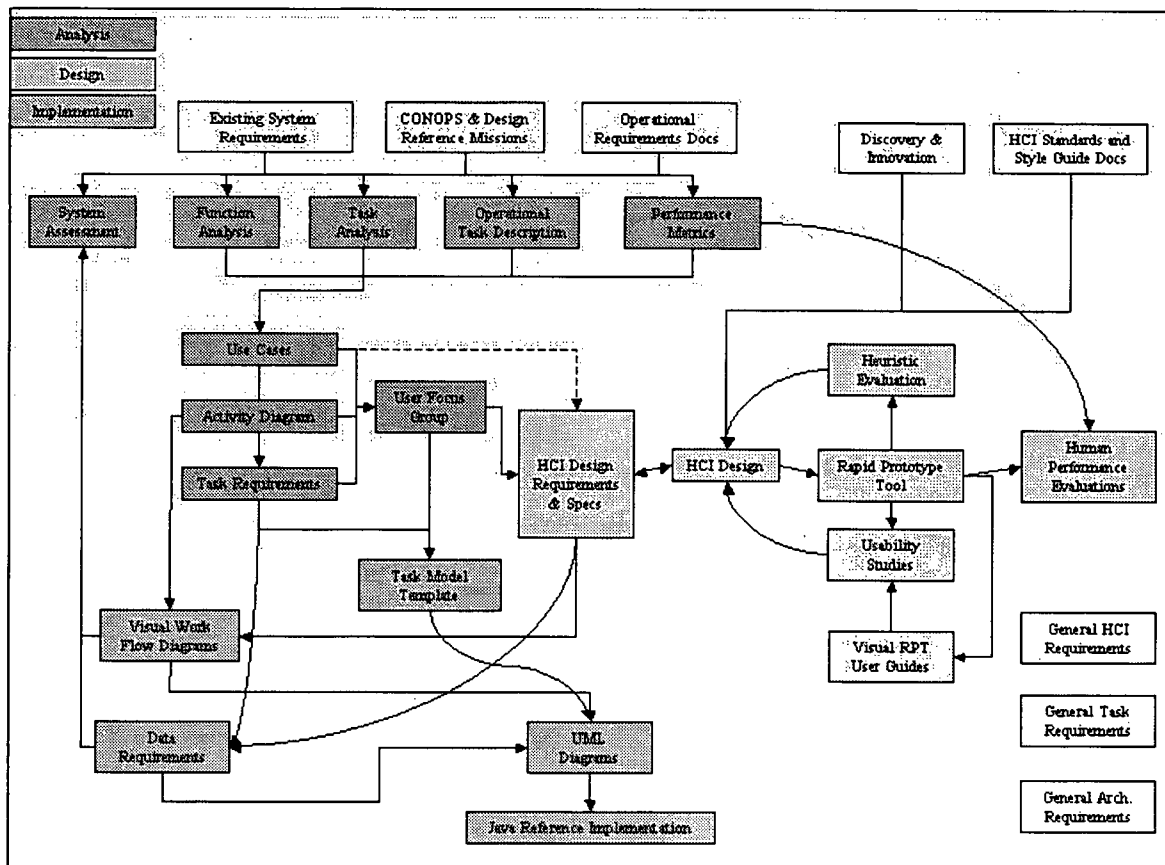 Analysis
Design
Implementation
Existing System
Requirements
CONOPS & Design
Reference Missions
Operational
Requirements Docs
Discovery &
Innovation
HCI Standards and
Style Guide Docs
System
Assessment
Function
Analysis
Task
Analysis
Operational
Task Description
Performance
Metrics
Use Cases
Activity Diagram
Task Requirements
User Focus
Group
HCI Design
Requirements
& Specs
HCI Design
Heuristic
Evaluation
Rapid Prototype
Tool
Human
Performance
Evaluations
Usability
Studies
Task Model
Template
Visual Work
Flow Diagrams
Visual RPT
User Guides
General HCI
Requirements
Data
Requirements
UML
Diagrams
General Task
Requirements
Java Reference Implementation
General Arch.
Requirements